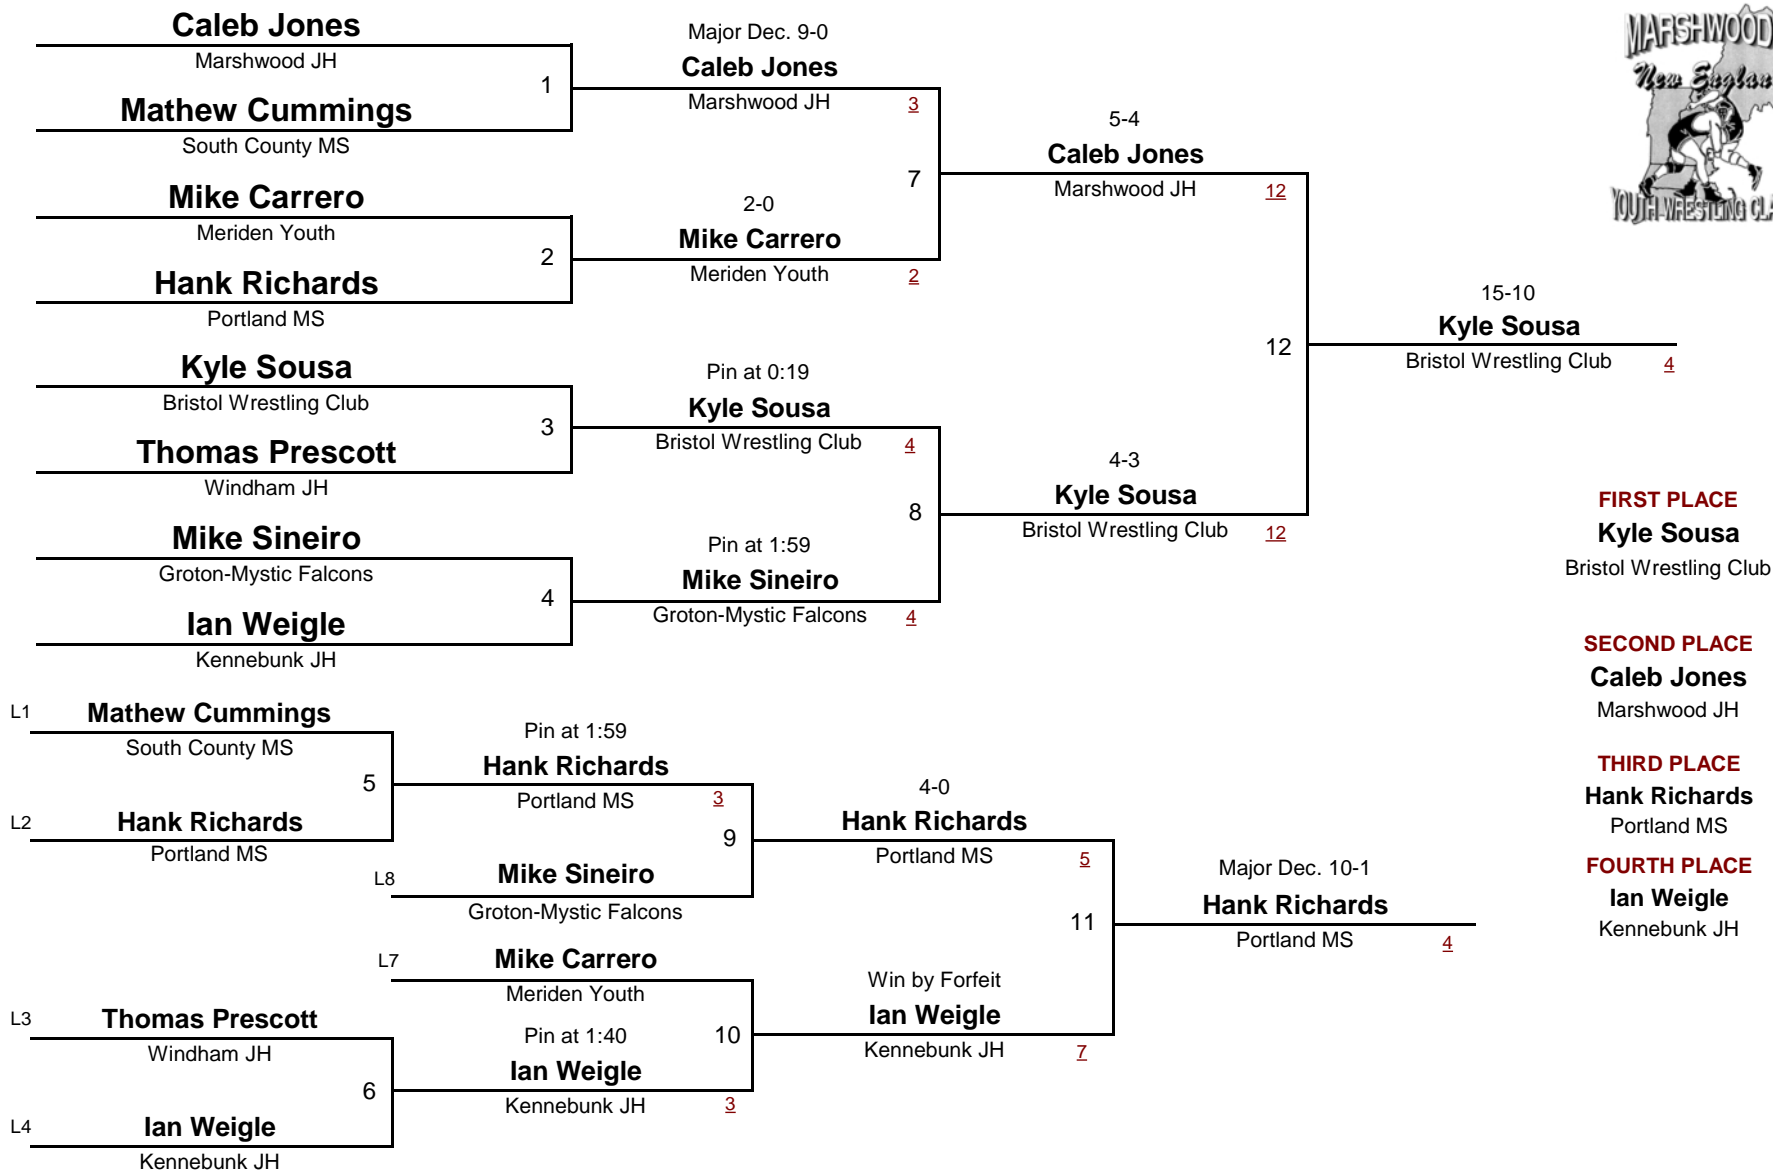 Caleb Jones
Marshwood JH
1
Mathew Cummings
South County MS
Mike Carrero
Meriden Youth
2
Hank Richards
Portland MS
Kyle Sousa
Bristol Wrestling Club
3
Thomas Prescott
Windham JH
Mike Sineiro
Groton-Mystic Falcons
4
Ian Weigle
Kennebunk JH
Major Dec. 9-0
Caleb Jones
Marshwood JH 3
7
2-0
Mike Carrero
Meriden Youth 2
Pin at 0:19
Kyle Sousa
Bristol Wrestling Club 4
8
Pin at 1:59
Mike Sineiro
Groton-Mystic Falcons 4
5-4
Caleb Jones
Marshwood JH 12
12
4-3
Kyle Sousa
Bristol Wrestling Club 12
15-10
Kyle Sousa
Bristol Wrestling Club 4
MARSHWOOD
New England
YOUTH WRESTLING CLA
FIRST PLACE
Kyle Sousa
Bristol Wrestling Club
SECOND PLACE
Caleb Jones
Marshwood JH
THIRD PLACE
Hank Richards
Portland MS
FOURTH PLACE
Ian Weigle
Kennebunk JH
L1 Mathew Cummings
South County MS
5
L2 Hank Richards
Portland MS
Pin at 1:59
Hank Richards
Portland MS 3
9
L8 Mike Sineiro
Groton-Mystic Falcons
L7 Mike Carrero
Meriden Youth
10
L3 Thomas Prescott
Windham JH
6
L4 Ian Weigle
Kennebunk JH
Pin at 1:40
Ian Weigle
Kennebunk JH 3
4-0
Hank Richards
Portland MS 5
11
Win by Forfeit
Ian Weigle
Kennebunk JH 7
Major Dec. 10-1
Hank Richards
Portland MS 4